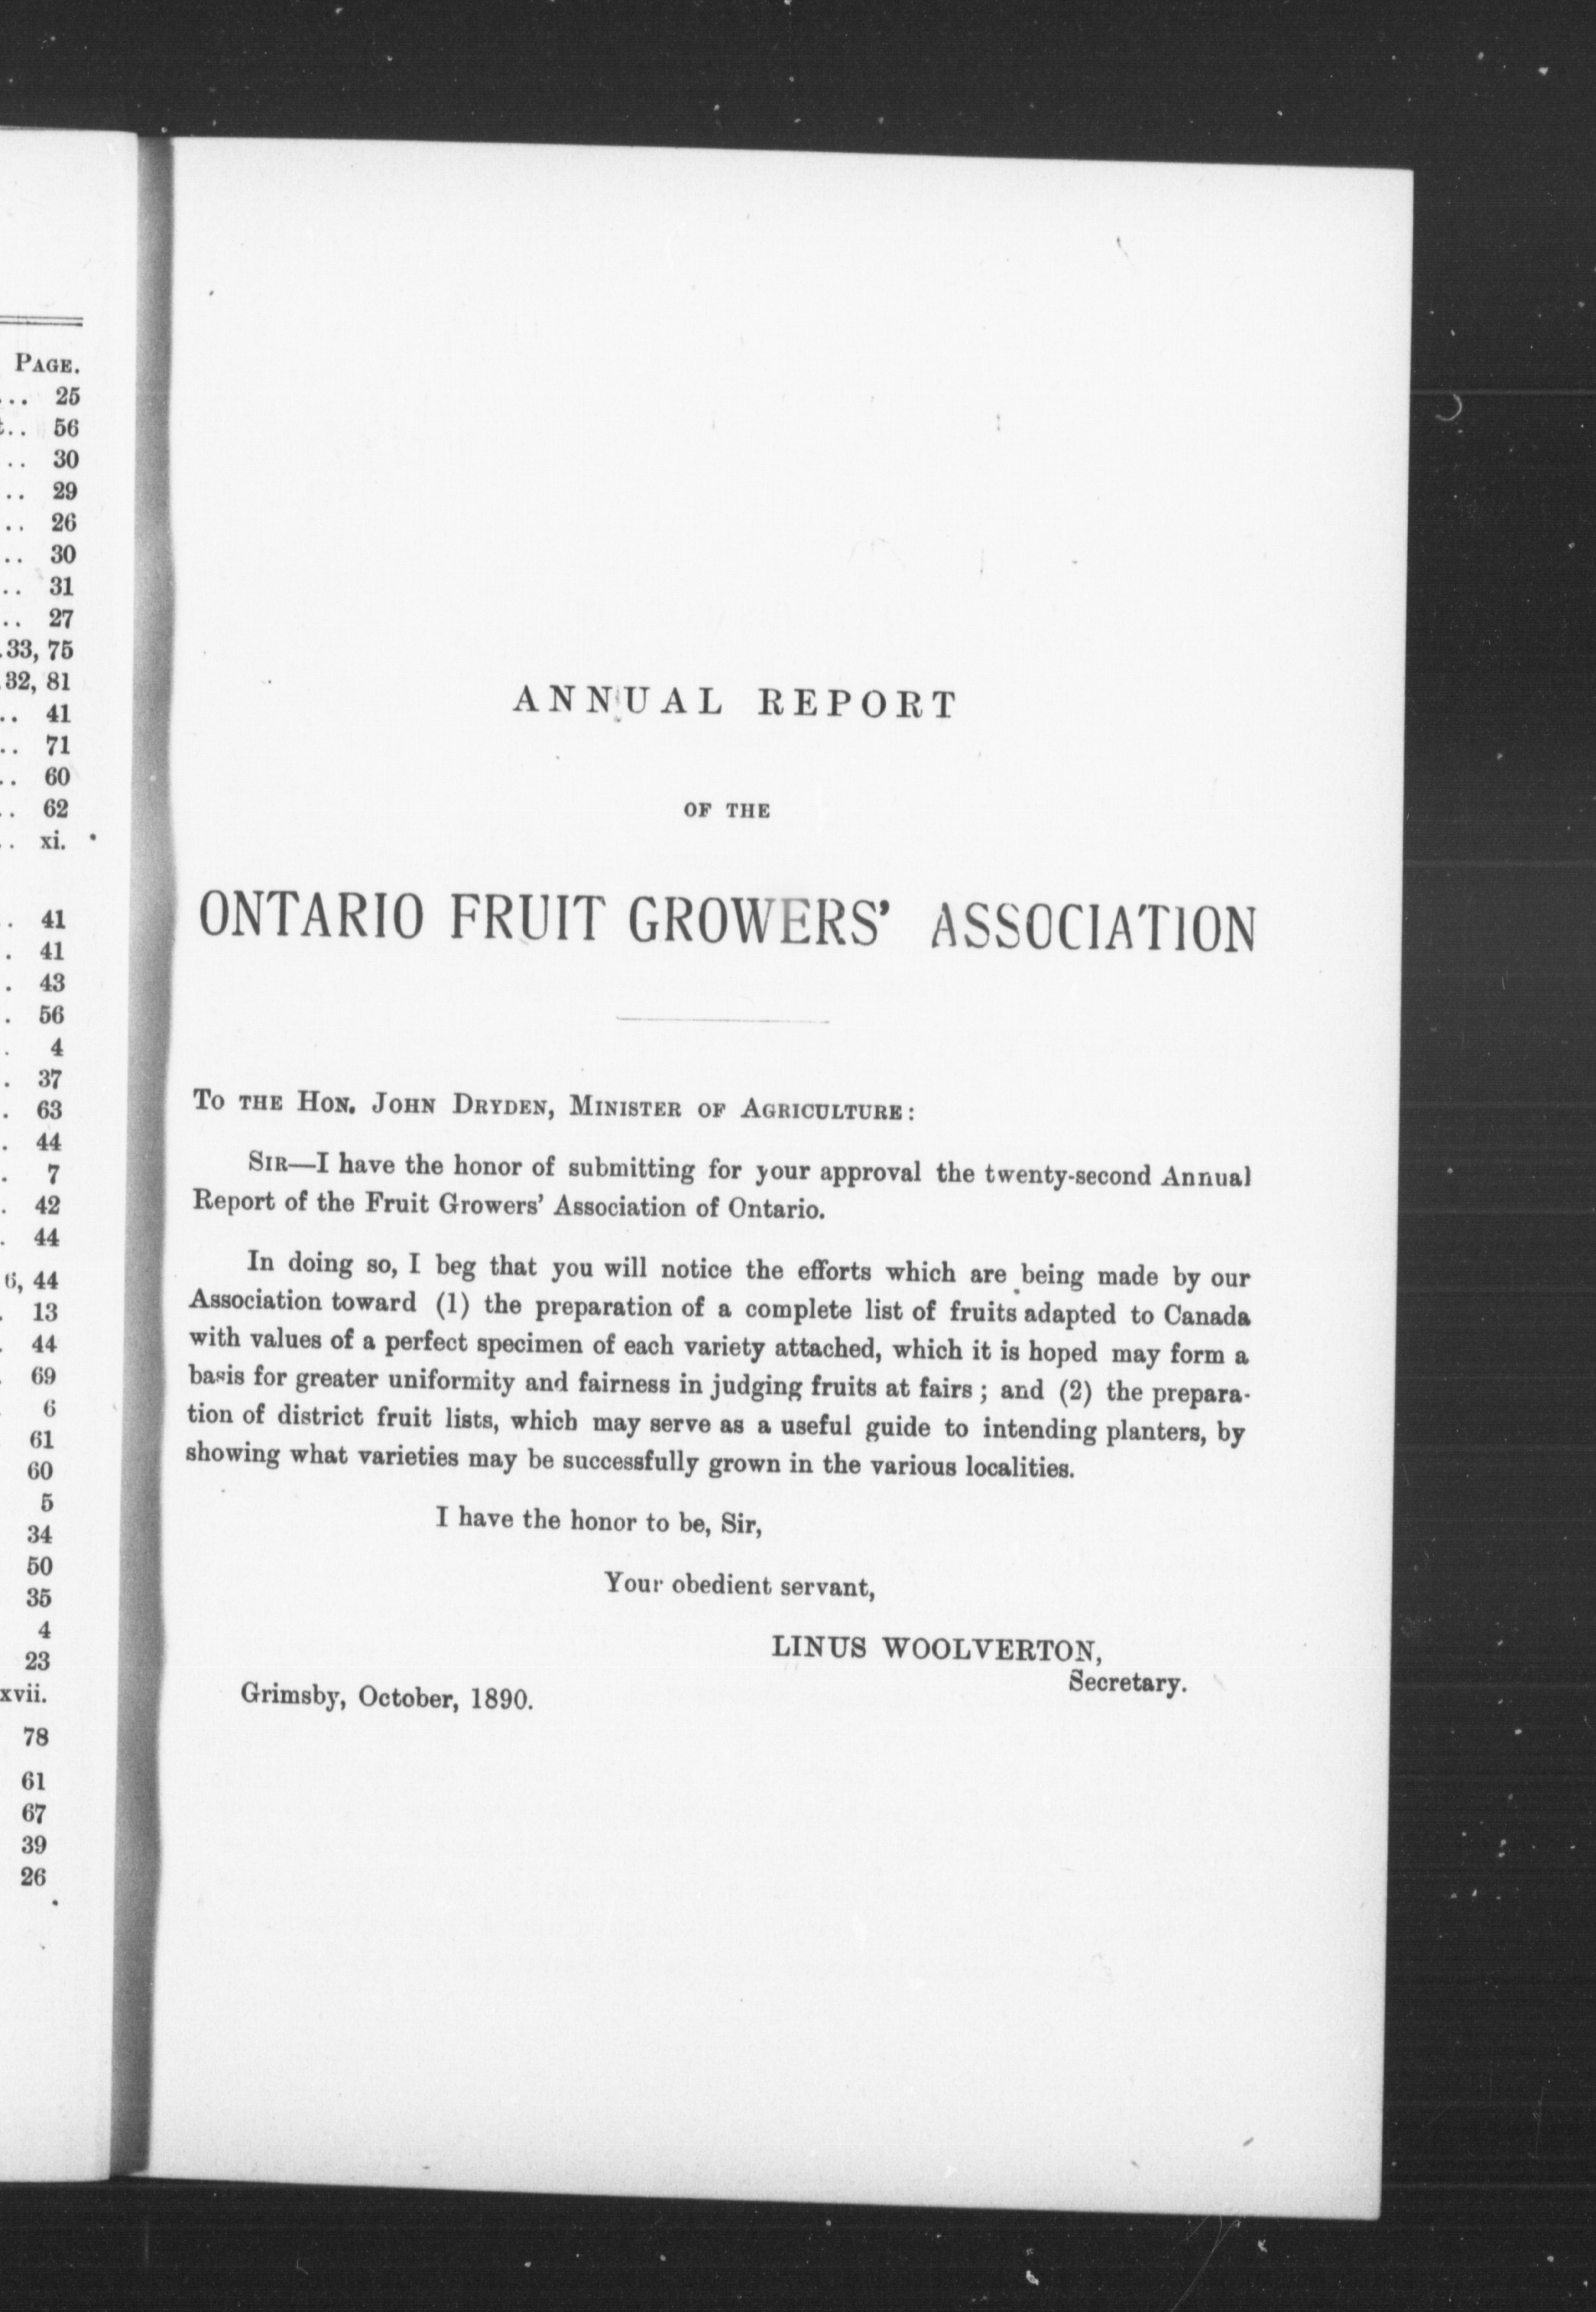 PAGE.
... 25
t.. 56
.. 30
.. 29
.. 26
.. 30
.. 31
.. 27
.33, 75
32, 81
.. 41
.. 71
.. 60
.. 62
.. xi.
. 41
. 41
. 43
. 56
. 4
. 37
. 63
. 44
. 7
. 42
. 44
6, 44
. 13
. 44
. 69
6
61
60
5
34
50
35
4
23
xvii.
78
61
67
39
26
ANNUAL REPORT
OF THE
ONTARIO FRUIT GROWERS' ASSOCIATION
TO THE HON. JOHN DRYDEN, MINISTER OF AGRICULTURE:
SIR—I have the honor of submitting for your approval the twenty-second Annual
Report of the Fruit Growers' Association of Ontario.
In doing so, I beg that you will notice the efforts which are being made by our
Association toward (1) the preparation of a complete list of fruits adapted to Canada
with values of a perfect specimen of each variety attached, which it is hoped may form a
basis for greater uniformity and fairness in judging fruits at fairs; and (2) the prepara-
tion of district fruit lists, which may serve as a useful guide to intending planters, by
showing what varieties may be successfully grown in the various localities.
I have the honor to be, Sir,
Your obedient servant,
LINUS WOOLVERTON,
Secretary.
Grimsby, October, 1890.